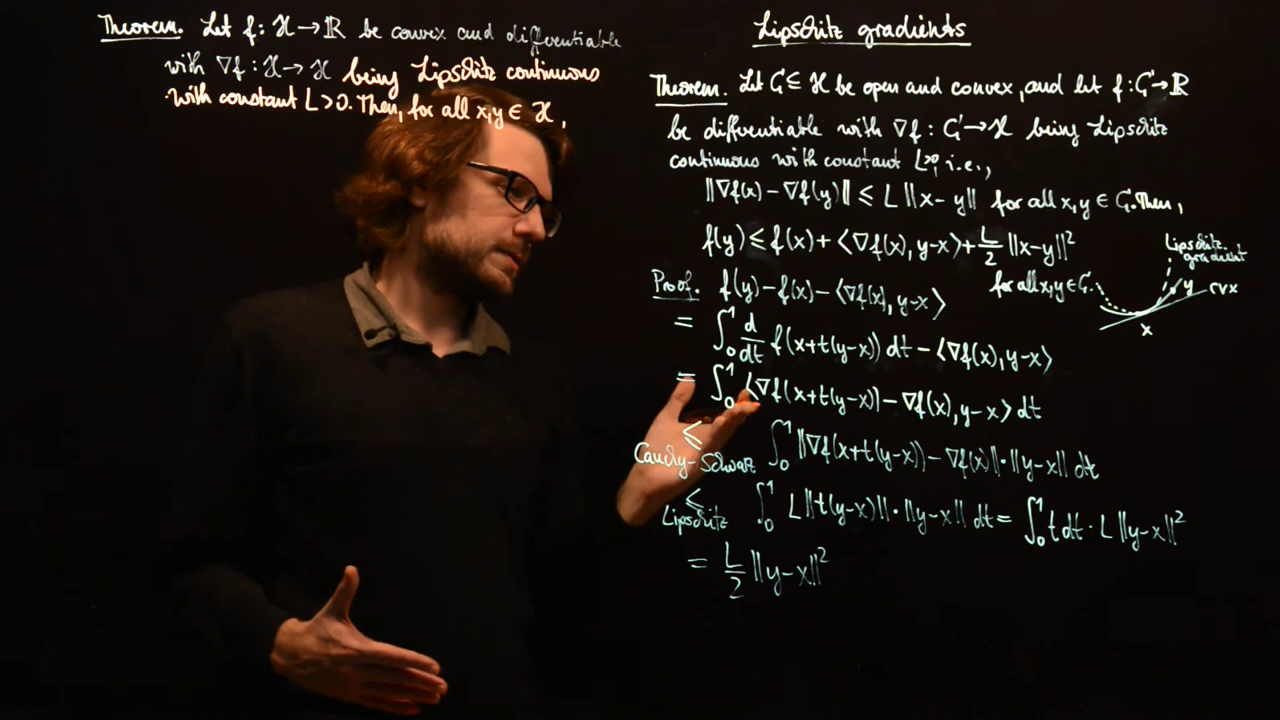 Theorem. Let f: ℋ → ℝ be convex and differentiable
with ∇f : ℋ → ℋ being Lipschitz continuous
with constant L > 0. Then, for all x, y ∈ ℋ,
Lipschitz gradients
Theorem. Let G ⊆ ℋ be open and convex, and let f : G → ℝ
be differentiable with ∇f : G → ℋ being Lipschitz
continuous with constant L>0, i.e.,
‖∇f(x) − ∇f(y)‖ ≤ L ‖x − y‖ for all x, y ∈ G. Then,
f(y) ≤ f(x) + ⟨∇f(x), y−x⟩ + L/2 ‖x−y‖²
for all x, y ∈ G.
Lipschitz
gradient
y
cvx
x
Proof. f(y) − f(x) − ⟨∇f(x), y−x⟩
= ∫₀¹ d/dt f(x+t(y−x)) dt − ⟨∇f(x), y−x⟩
= ∫₀¹ ⟨∇f(x+t(y−x)) − ∇f(x), y−x⟩ dt
≤ ∫₀¹ ‖∇f(x+t(y−x)) − ∇f(x)‖ · ‖y−x‖ dt
Cauchy-Schwarz
≤ ∫₀¹ L ‖t(y−x)‖ · ‖y−x‖ dt = ∫₀¹ t dt · L ‖y−x‖²
Lipschitz
= L/2 ‖y−x‖²